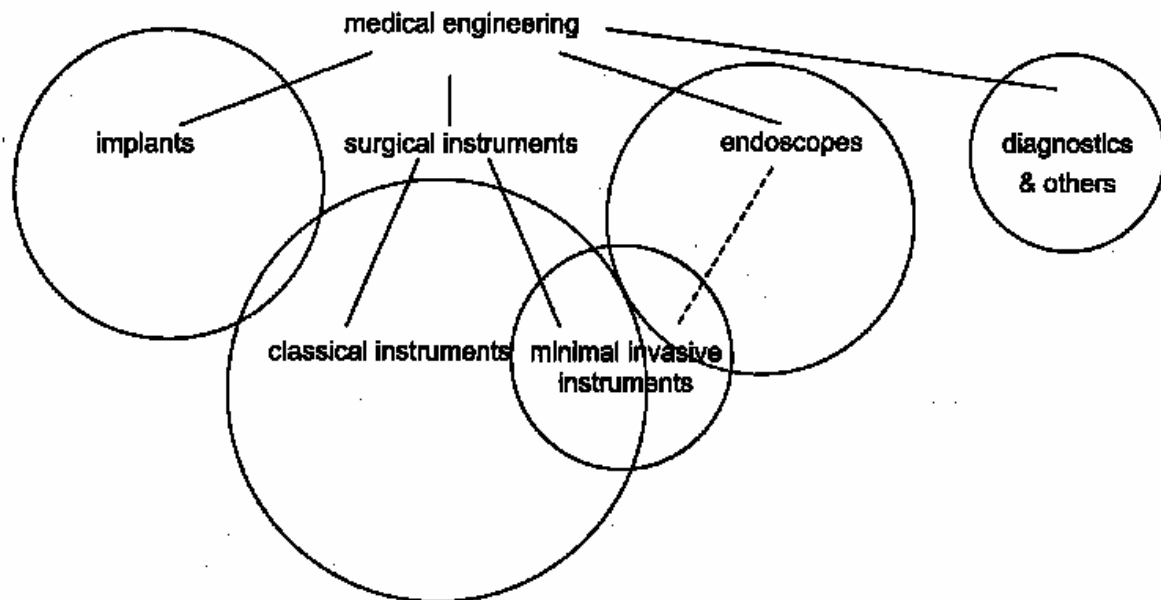 medical engineering
implants
surgical instruments
endoscopes
diagnostics
& others
classical instruments
minimal invasive
instruments